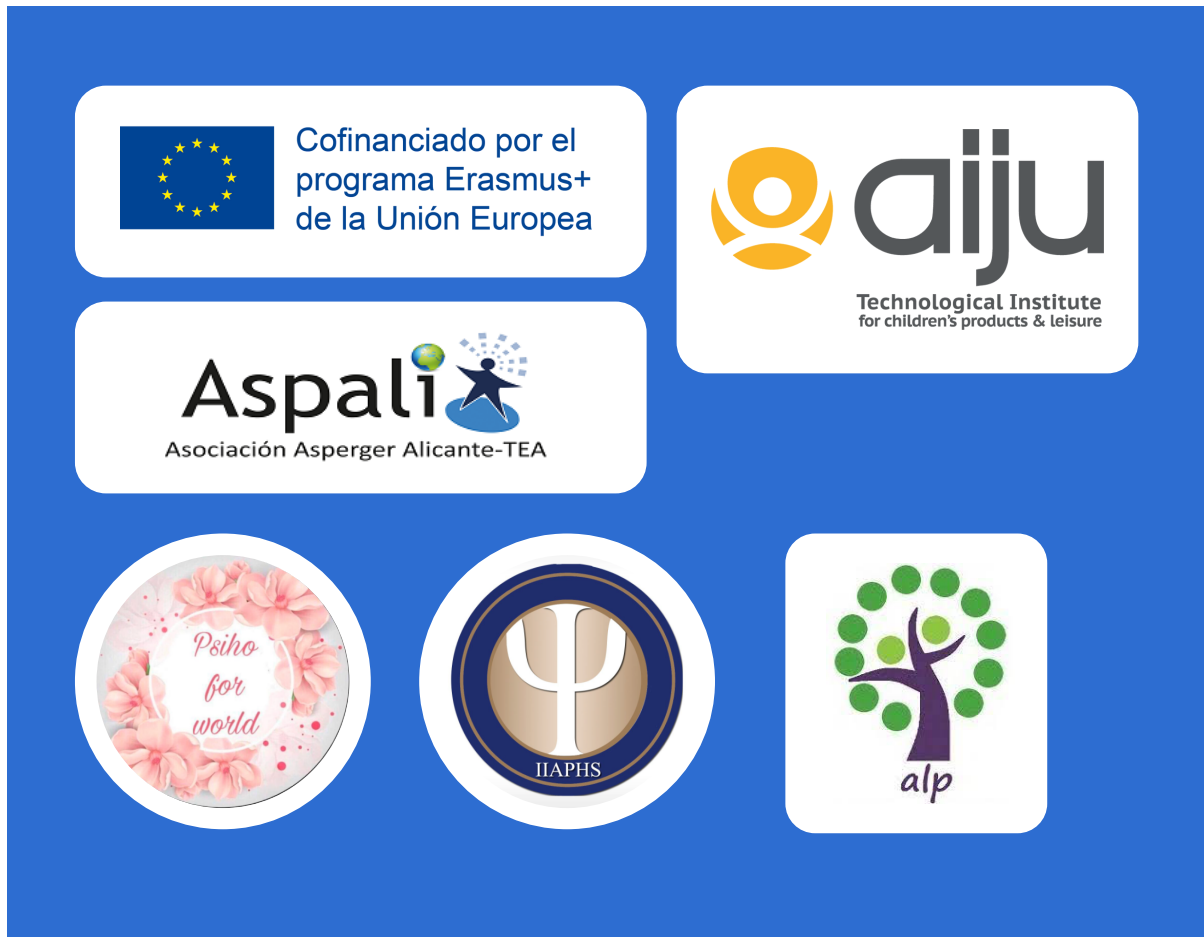 Cofinanciado por el
programa Erasmus+
de la Unión Europea
aiju
Technological Institute
for children's products & leisure
Aspali
Asociación Asperger Alicante-TEA
Psiho
for
world
IIAPHS
alp